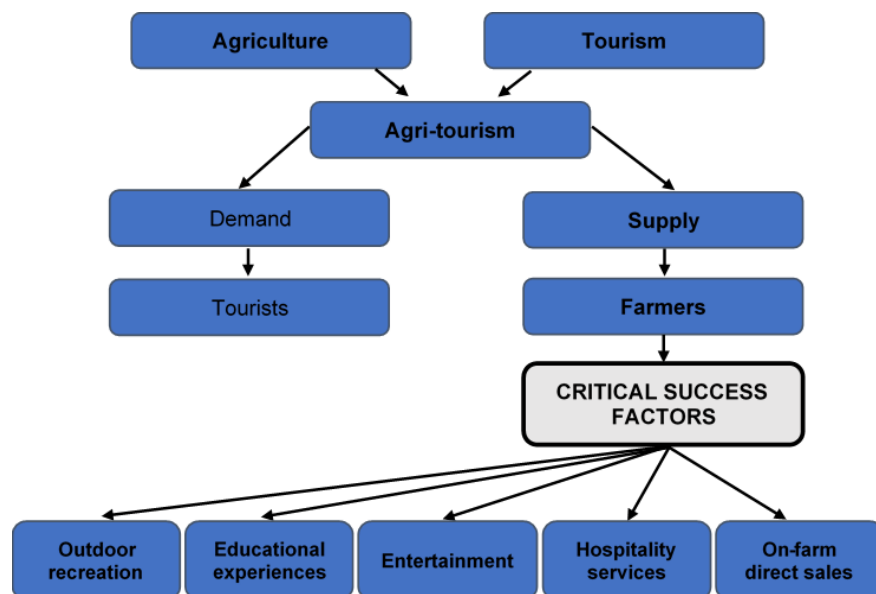 Agriculture
Tourism
Agri-tourism
Demand
Supply
Tourists
Farmers
CRITICAL SUCCESS
FACTORS
Outdoor
recreation
Educational
experiences
Entertainment
Hospitality
services
On-farm
direct sales